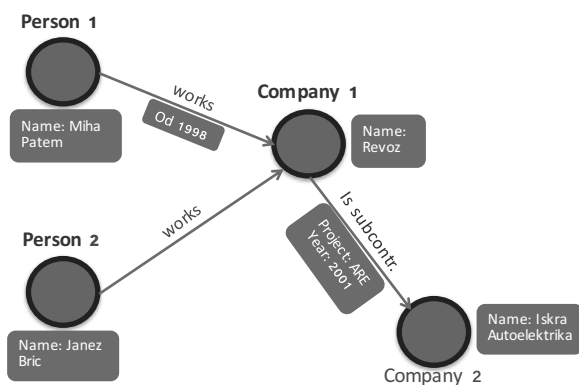 Person 1
Name: Miha
Patem
works
Od 1998
Company 1
Name:
Revoz
works
Person 2
Name: Janez
Bric
Is subcontr.
Project: ARE
Year: 2001
Name: Iskra
Autoelektrika
Company 2